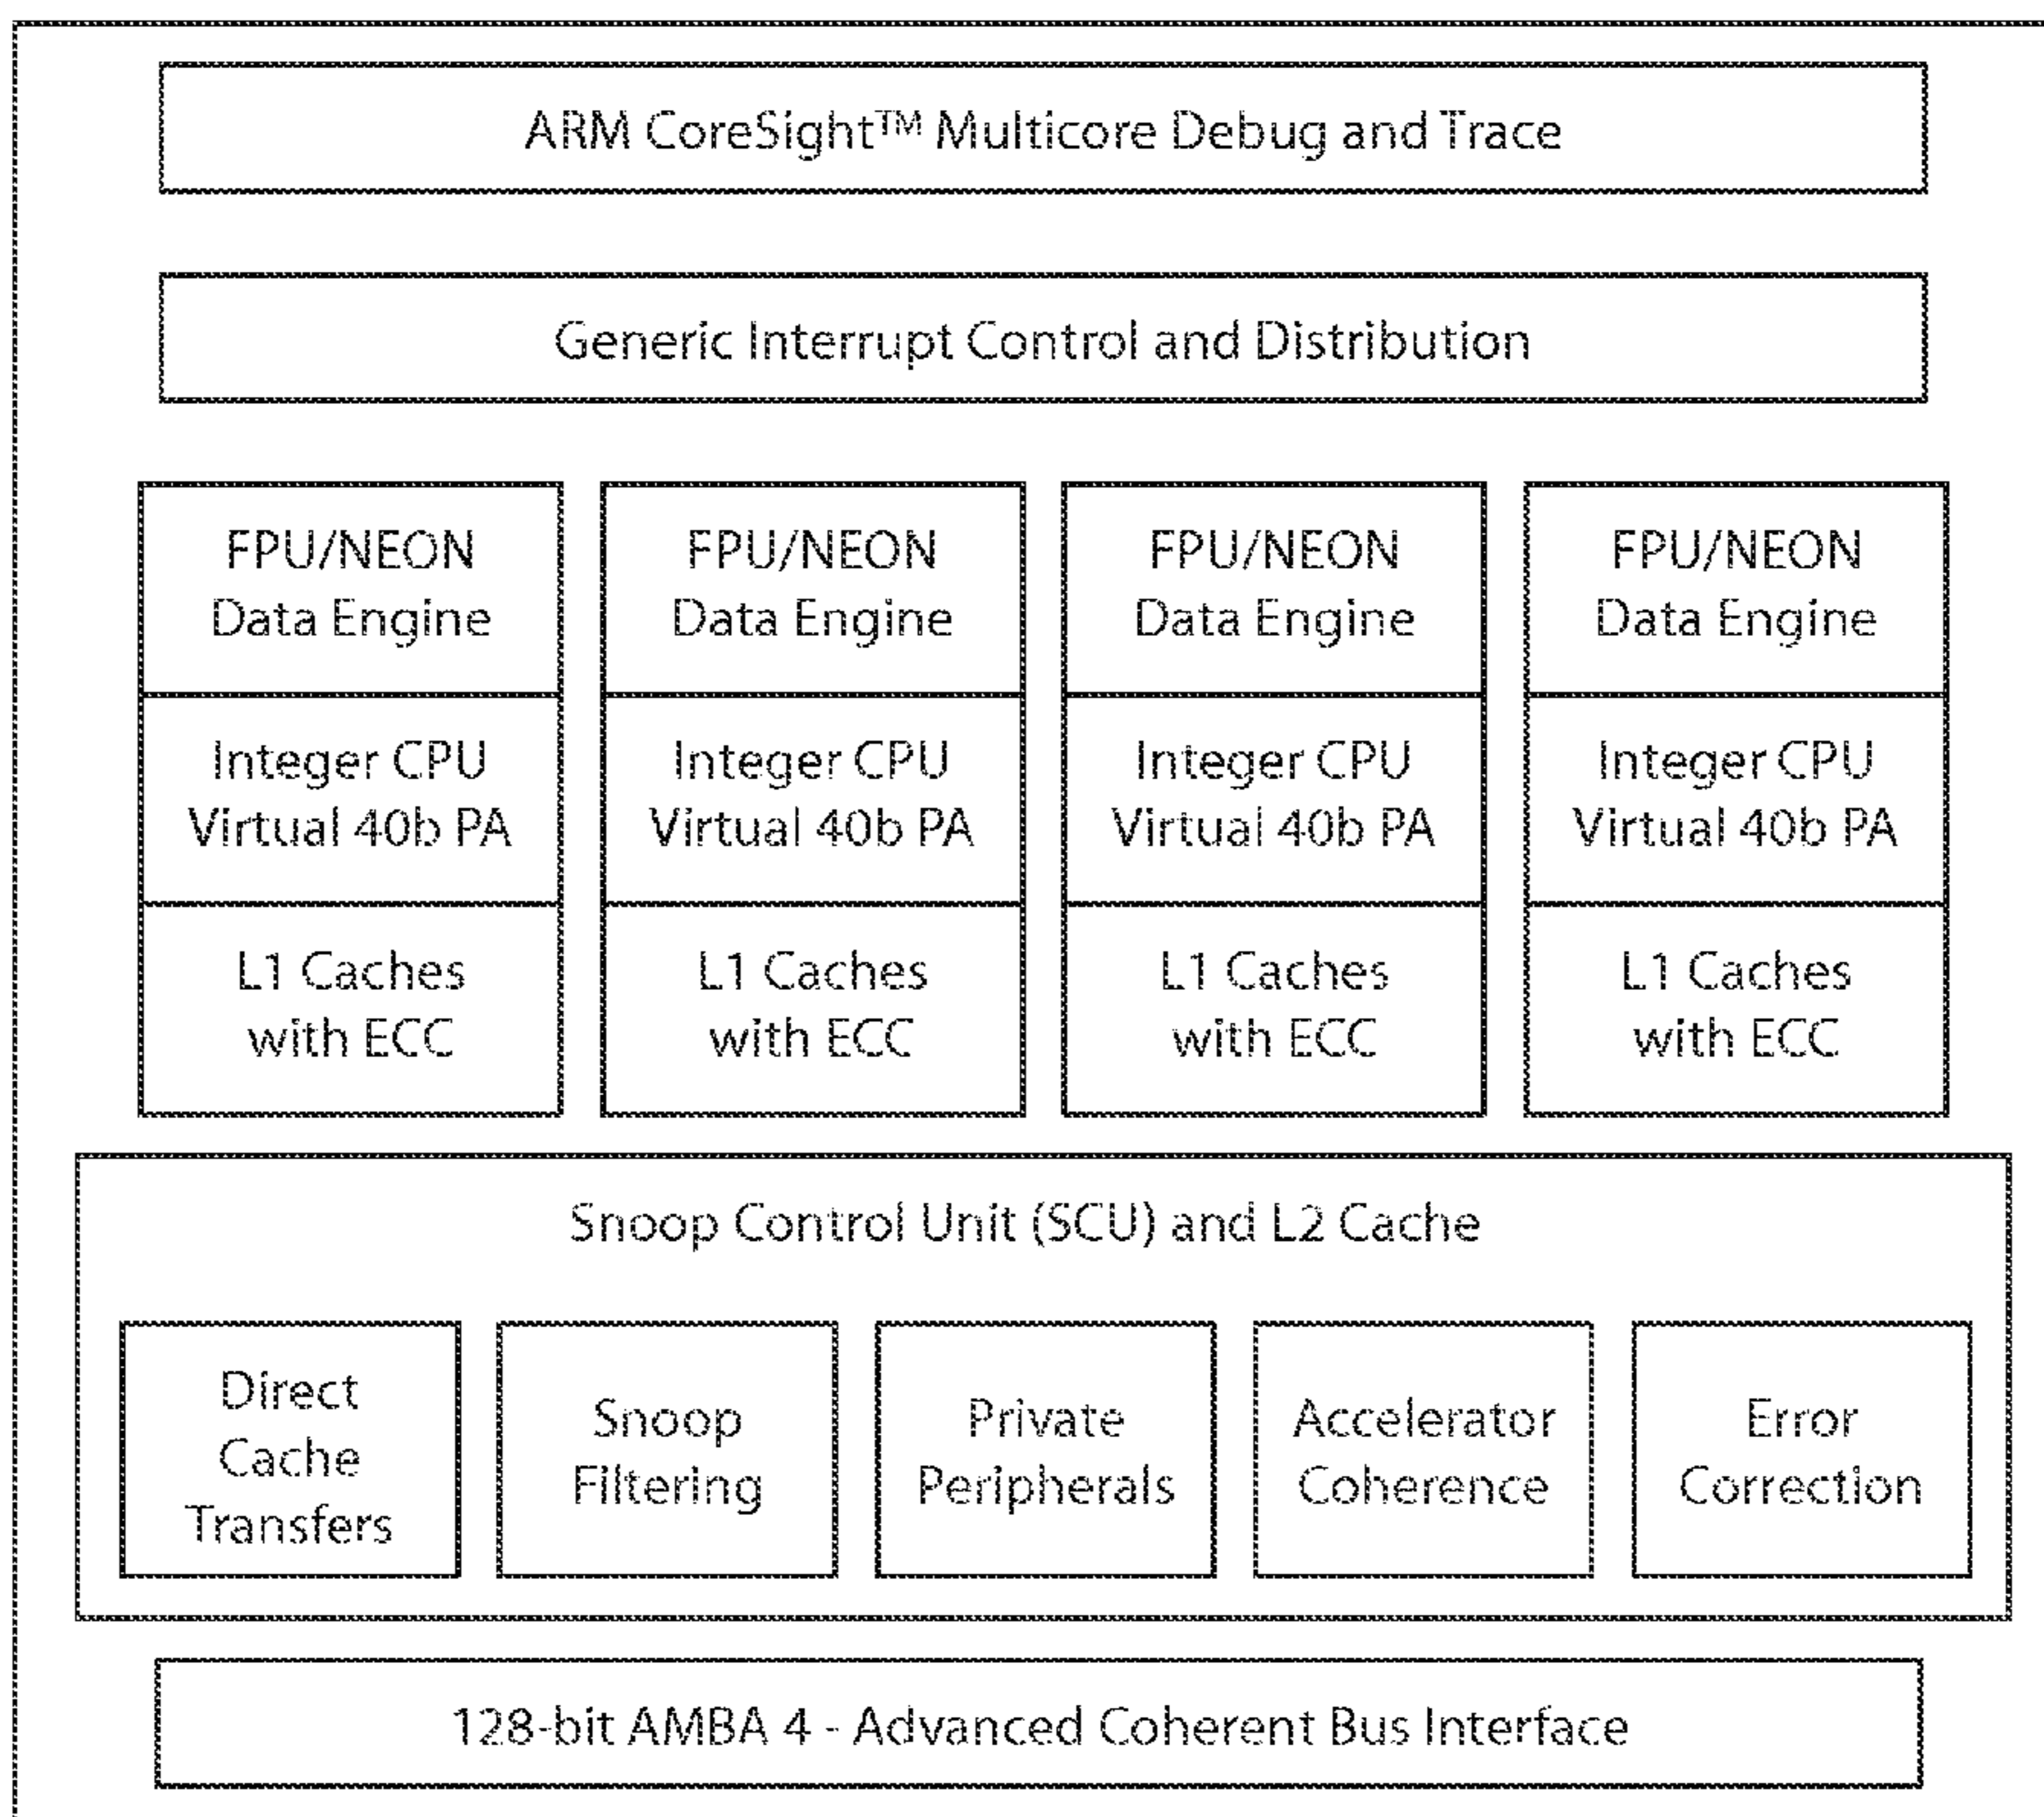 ARM CoreSight™ Multicore Debug and Trace
Generic Interrupt Control and Distribution
FPU/NEON
Data Engine
Integer CPU
Virtual 40b PA
L1 Caches
with ECC
FPU/NEON
Data Engine
Integer CPU
Virtual 40b PA
L1 Caches
with ECC
FPU/NEON
Data Engine
Integer CPU
Virtual 40b PA
L1 Caches
with ECC
FPU/NEON
Data Engine
Integer CPU
Virtual 40b PA
L1 Caches
with ECC
Snoop Control Unit (SCU) and L2 Cache
Direct
Cache
Transfers
Snoop
Filtering
Private
Peripherals
Accelerator
Coherence
Error
Correction
128-bit AMBA 4 - Advanced Coherent Bus Interface